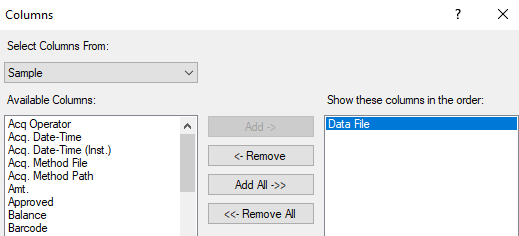 Columns
?
Select Columns From:
Sample
Available Columns:
Show these columns in the order:
Acq Operator
Acq. Date-Time
Acq. Date-Time (Inst.)
Acq. Method File
Acq. Method Path
Amt.
Approved
Balance
Barcode
Add ->
<- Remove
Add All ->>
<<- Remove All
Data File